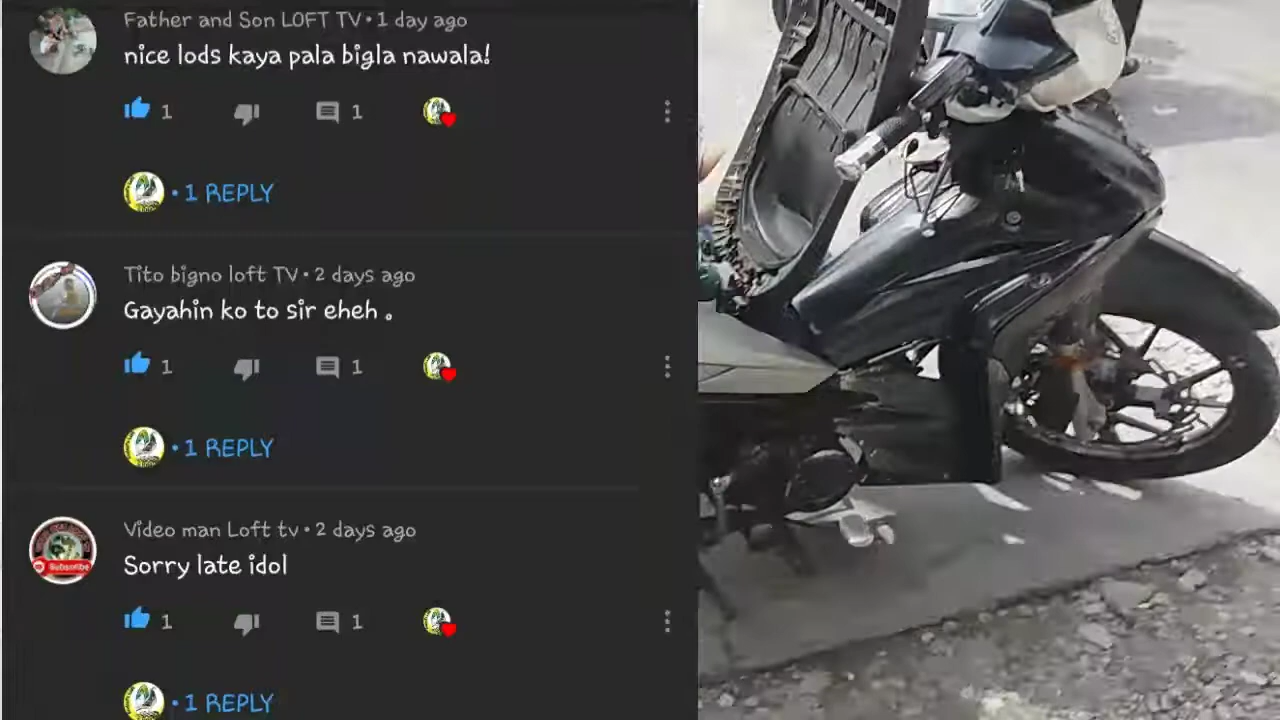 Father and Son LOFT TV • 1 day ago
nice lods kaya pala bigla nawala!
1
1
• 1 REPLY
Tito bigno loft TV • 2 days ago
Gayahin ko to sir eheh .
1
1
• 1 REPLY
Video man Loft tv • 2 days ago
Subscribe
Sorry late idol
1
1
• 1 REPLY